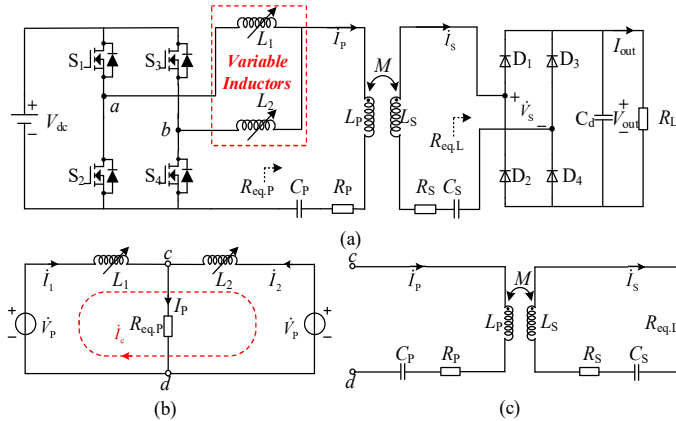 S1 S3 L1 İP İS D1 D3 Iout
Variable
Inductors
M
a L2 + V̇S
+ Vdc − b LP LS Req.L − Cd + Vout − RL
S2 S4 Req.P CP RP RS CS D2 D4
(a)
c c
İ1 L1 L2 İ2 İP M İS
+ V̇P − IP Req.P İc V̇P + − LP LS Req.L
CP RP RS CS
d d
(b) (c)